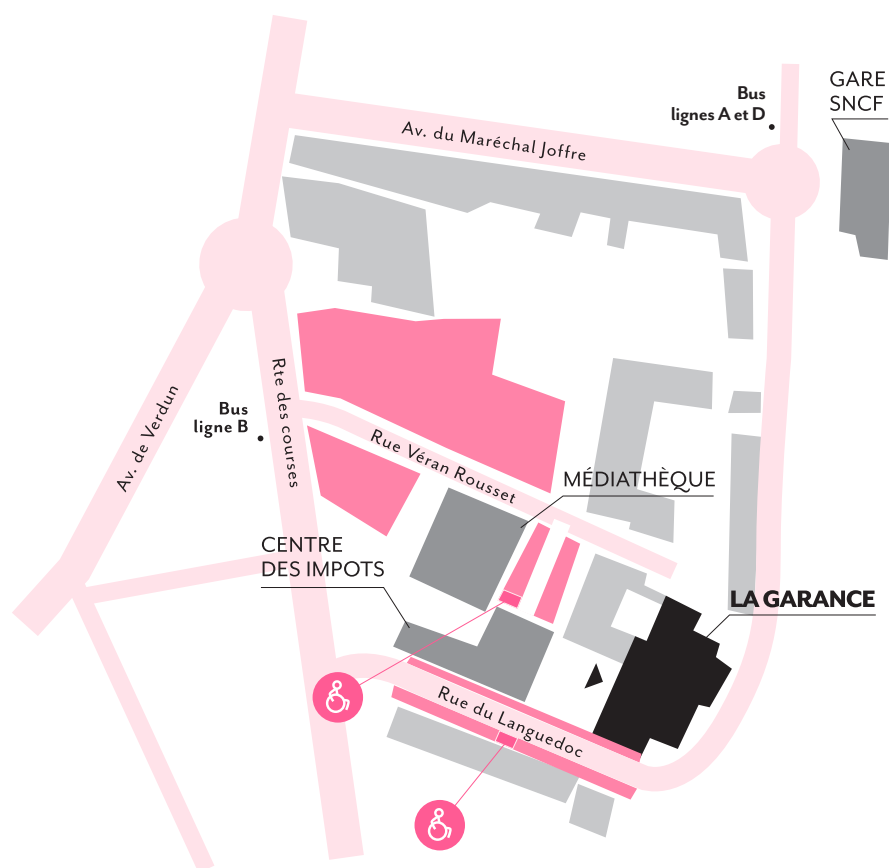 GARE
SNCF
Bus
lignes A et D
Av. du Maréchal Joffre
Rte des courses
Av. de Verdun
Bus
ligne B
Rue Véran Rousset
MÉDIATHÈQUE
CENTRE
DES IMPOTS
LA GARANCE
Rue du Languedoc